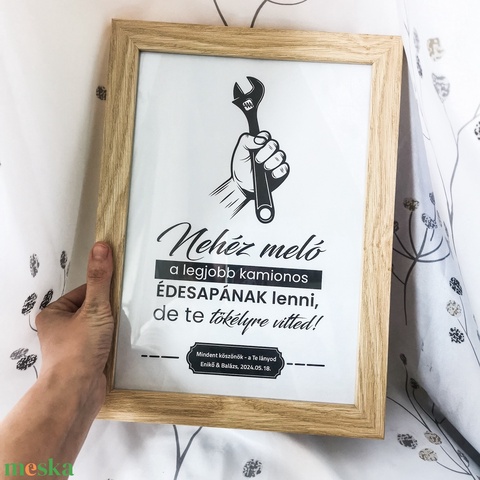 Nehéz meló
a legjobb kamionos
ÉDESAPÁNAK lenni,
de te tökélyre vitted!
Mindent köszönök - a Te lányod
Enikő & Balázs, 2024.05.18.
meska